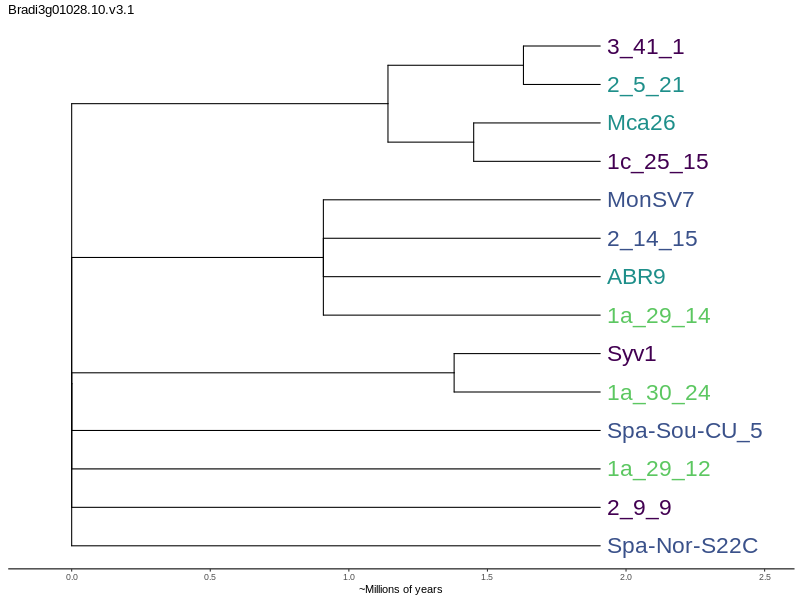 Bradi3g01028.10.v3.1
3_41_1
2_5_21
Mca26
1c_25_15
MonSV7
2_14_15
ABR9
1a_29_14
Syv1
1a_30_24
Spa-Sou-CU_5
1a_29_12
2_9_9
Spa-Nor-S22C
0.0 0.5 1.0 1.5 2.0 2.5
~Millions of years